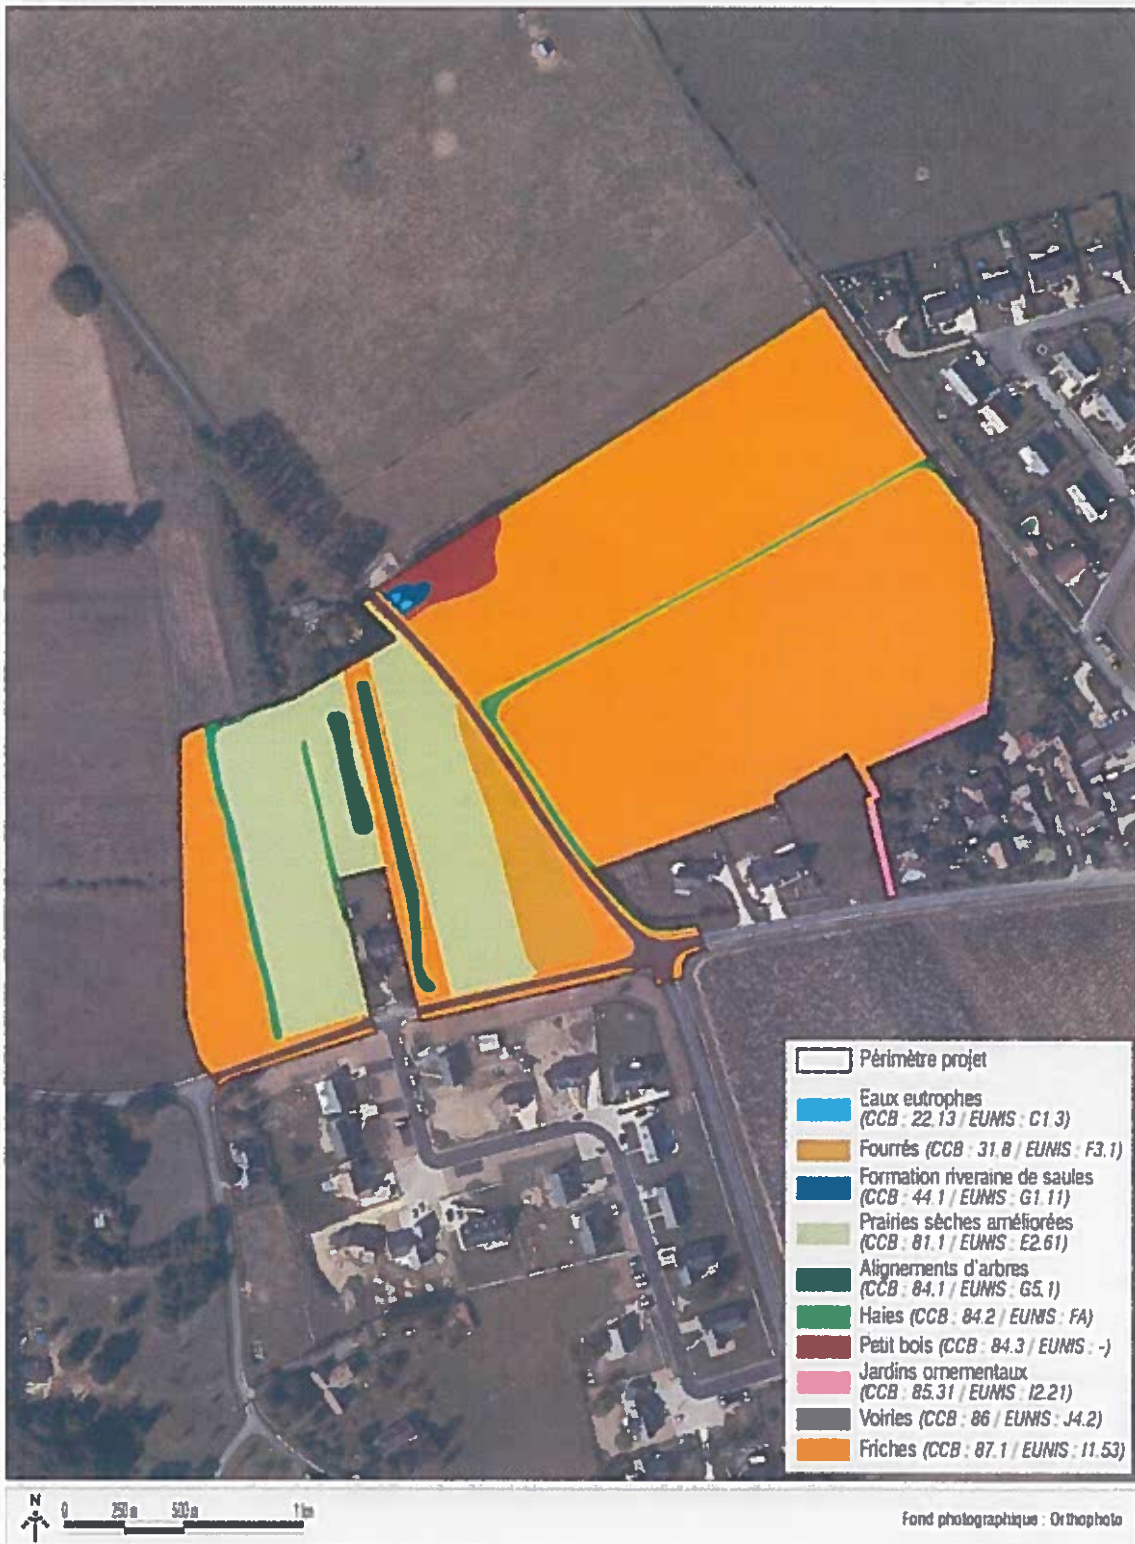 Périmètre projet
Eaux eutrophes
(CCB : 22.13 / EUNIS : C1.3)
Fourrés (CCB : 31.8 / EUNIS : F3.1)
Formation riveraine de saules
(CCB : 44.1 / EUNIS : G1.11)
Prairies sèches améliorées
(CCB : 81.1 / EUNIS : E2.61)
Alignements d'arbres
(CCB : 84.1 / EUNIS : G5.1)
Haies (CCB : 84.2 / EUNIS : FA)
Petit bois (CCB : 84.3 / EUNIS : -)
Jardins ornementaux
(CCB : 85.31 / EUNIS : I2.21)
Voiries (CCB : 86 / EUNIS : J4.2)
Friches (CCB : 87.1 / EUNIS : I1.53)
N
0 250 m 500 m 1 km
Fond photographique : Orthophoto